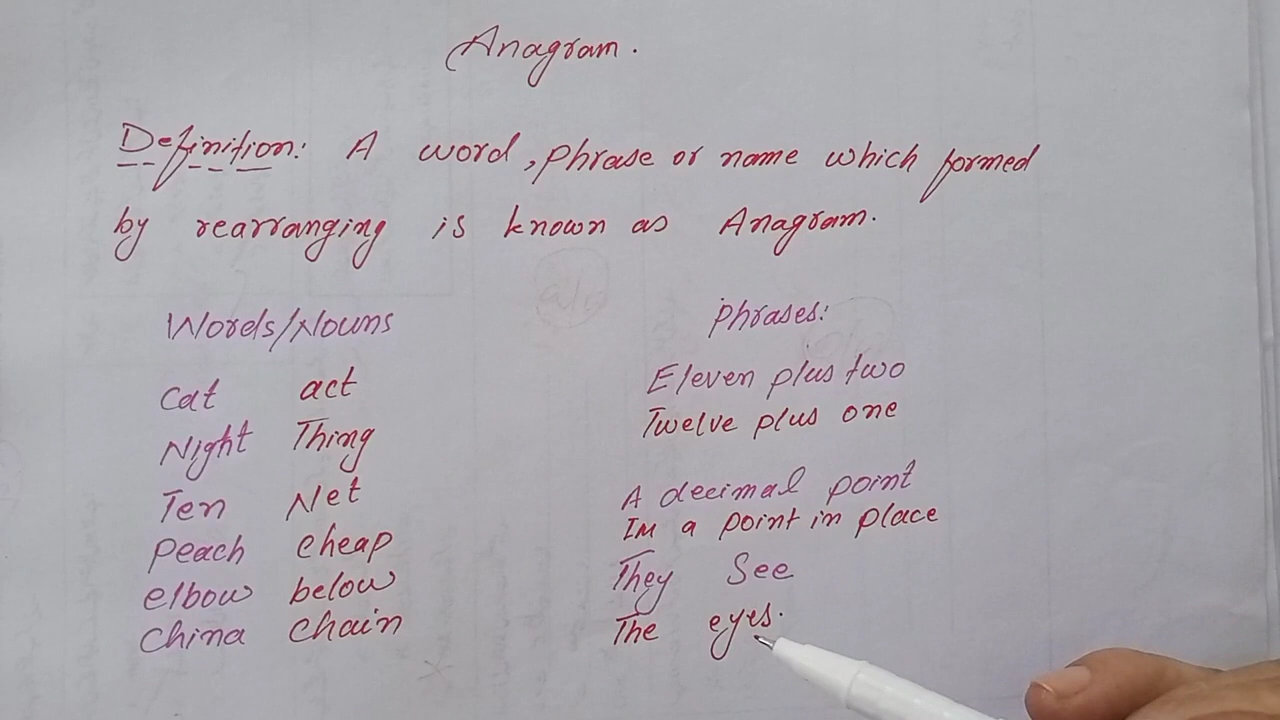 Anagram.
Definition: A word, phrase or name which formed
by rearranging is known as Anagram.
Words/Nouns
Cat act
Night Thing
Ten Net
Peach cheap
elbow below
China Chain
Phrases:
Eleven plus two
Twelve plus one
A decimal point
Im a point in place
They See
The eyes.